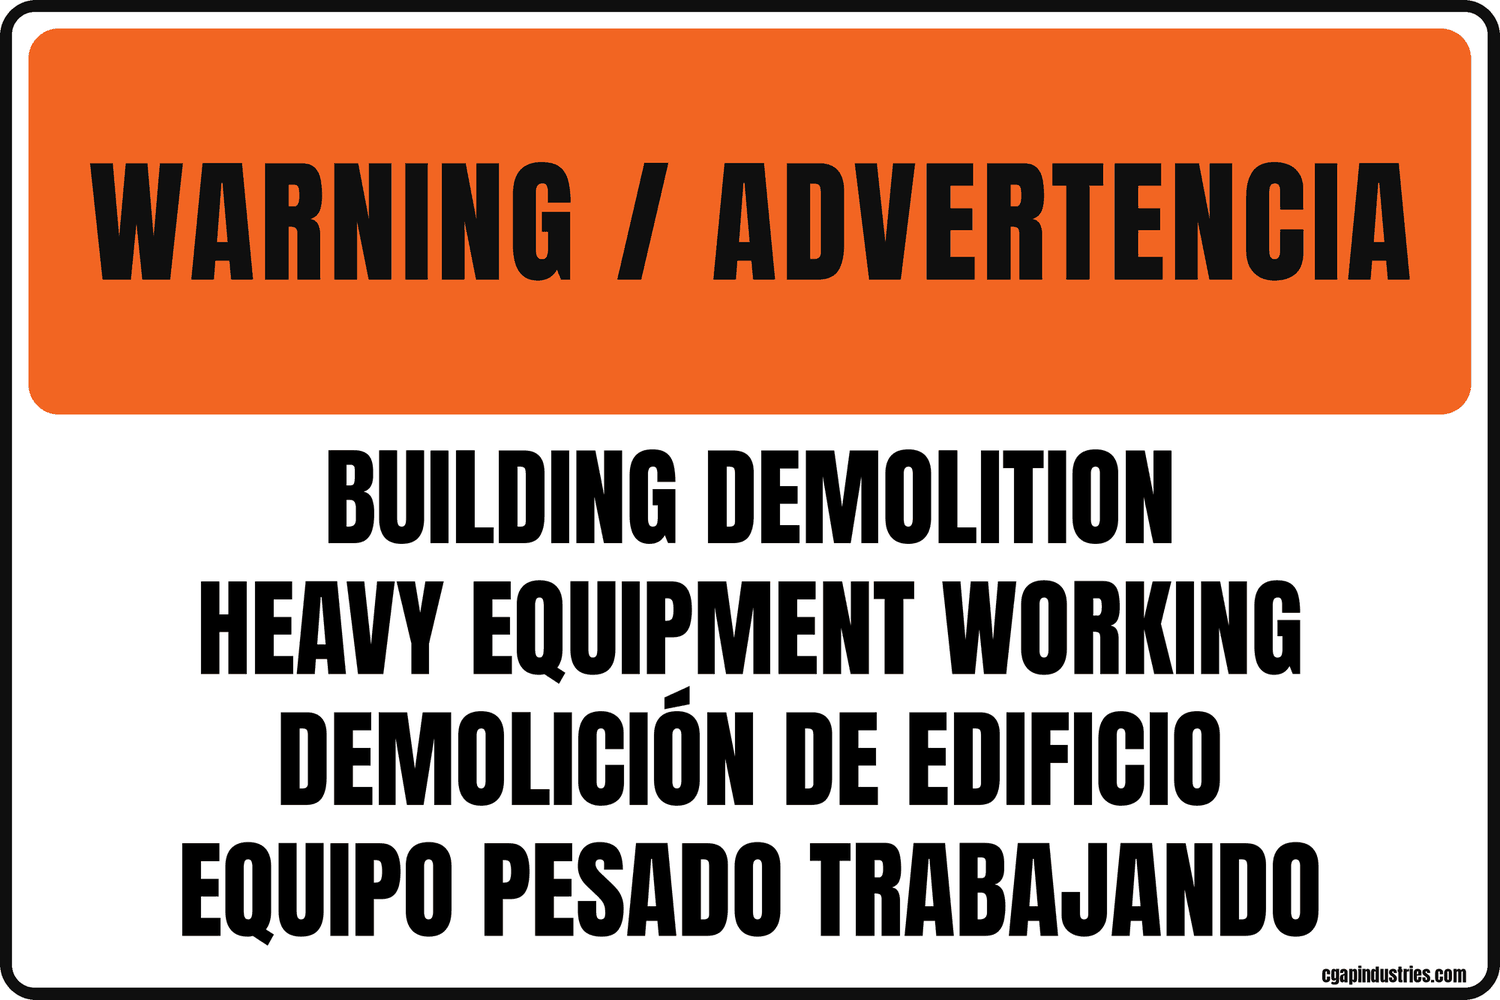 WARNING / ADVERTENCIA
BUILDING DEMOLITION
HEAVY EQUIPMENT WORKING
DEMOLICIÓN DE EDIFICIO
EQUIPO PESADO TRABAJANDO
cgapindustries.com